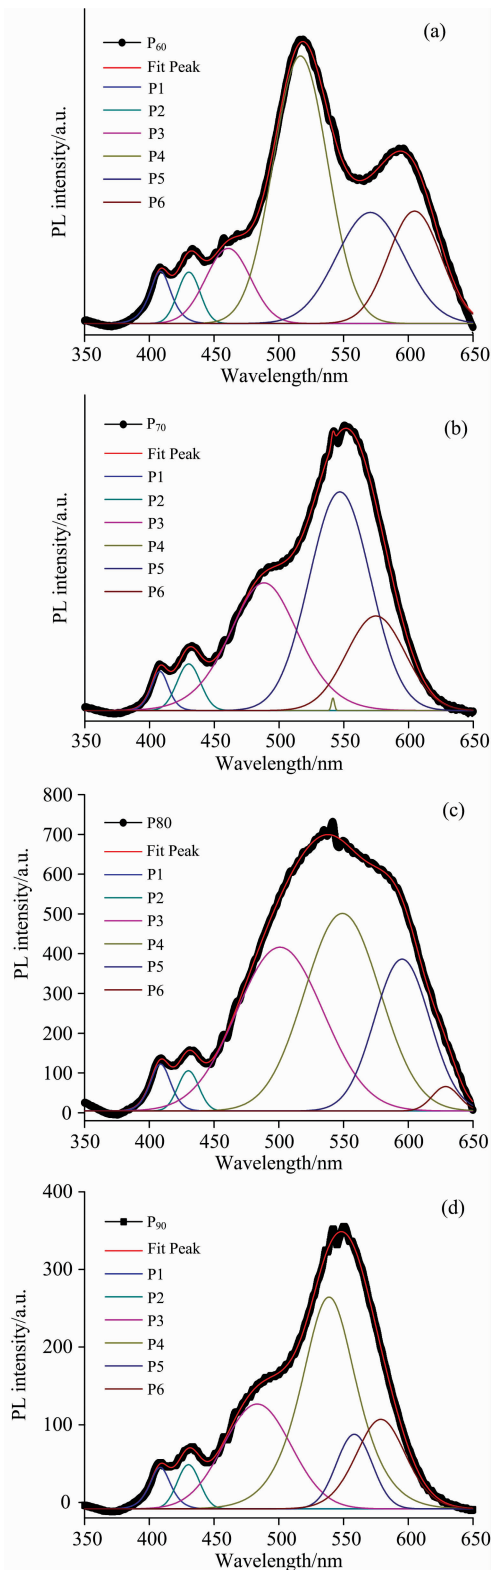 (a)
P60
Fit Peak
P1
P2
P3
P4
P5
P6
PL intensity/a.u.
350 400 450 500 550 600 650
Wavelength/nm
(b)
P70
Fit Peak
P1
P2
P3
P4
P5
P6
PL intensity/a.u.
350 400 450 500 550 600 650
Wavelength/nm
(c)
800
700
600
500
400
300
200
100
0
P80
Fit Peak
P1
P2
P3
P4
P5
P6
PL intensity/a.u.
350 400 450 500 550 600 650
Wavelength/nm
(d)
400
300
200
100
0
P90
Fit Peak
P1
P2
P3
P4
P5
P6
PL intensity/a.u.
350 400 450 500 550 600 650
Wavelength/nm